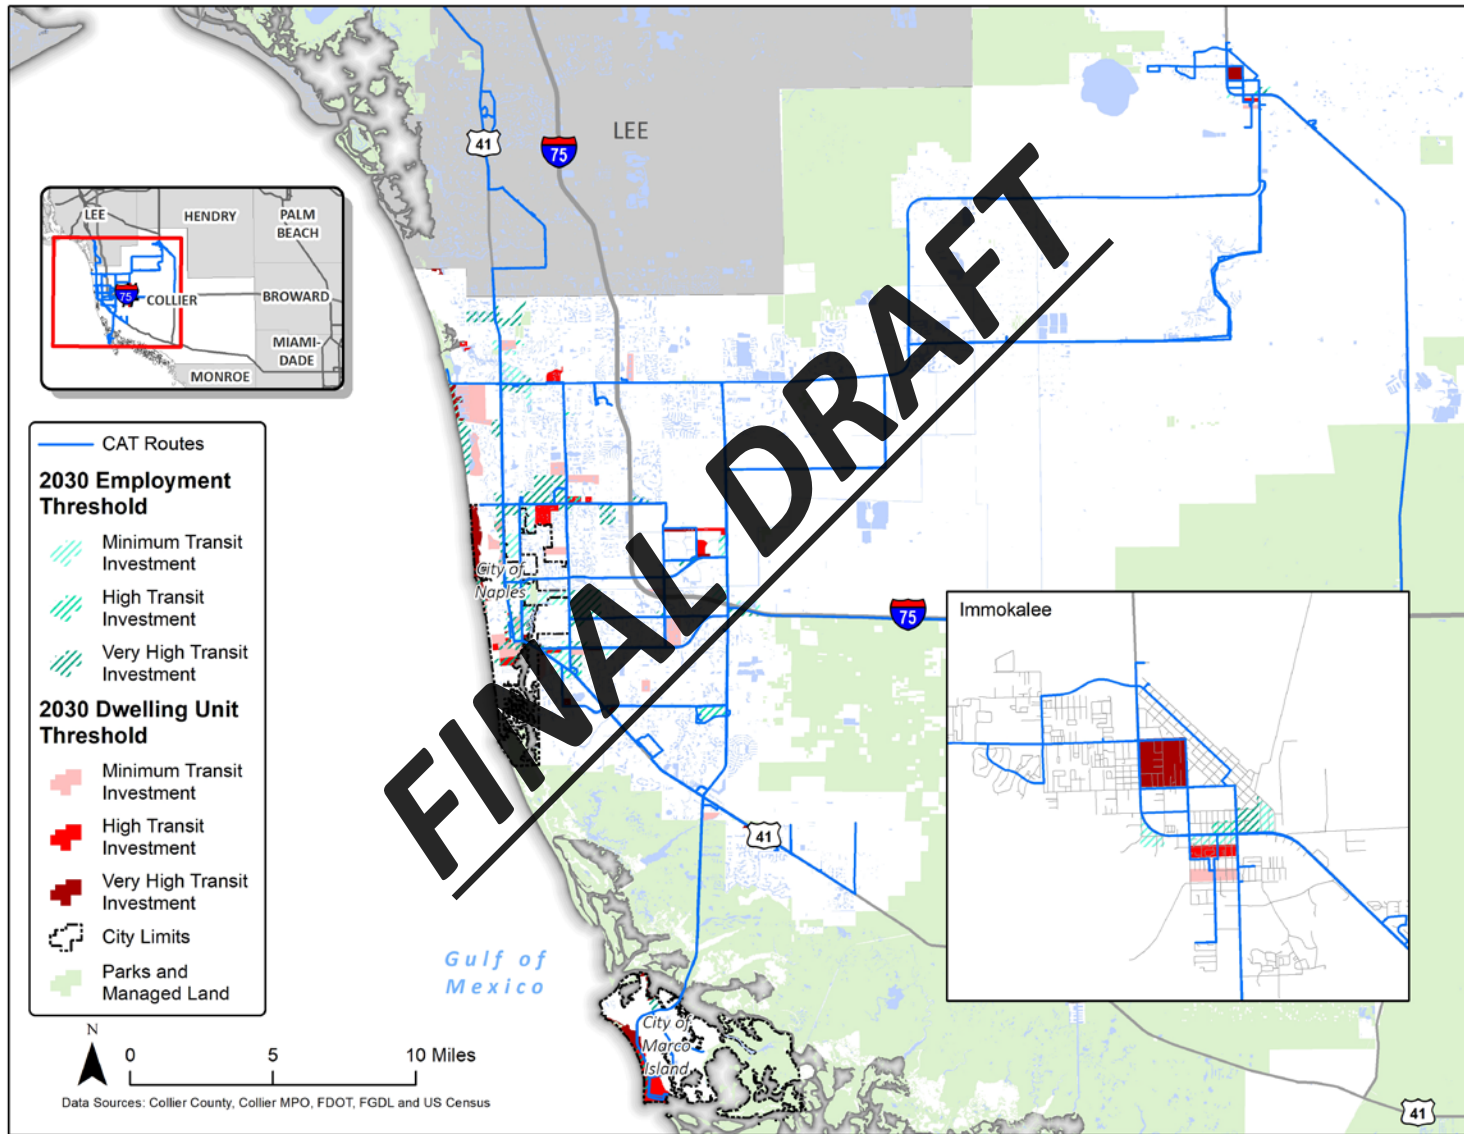 41
75
LEE
LEE
HENDRY
PALM
BEACH
75
COLLIER
BROWARD
MIAMI-
DADE
MONROE
CAT Routes
2030 Employment
Threshold
Minimum Transit
Investment
High Transit
Investment
Very High Transit
Investment
2030 Dwelling Unit
Threshold
Minimum Transit
Investment
High Transit
Investment
Very High Transit
Investment
City Limits
Parks and
Managed Land
FINAL DRAFT
City of
Naples
75
Immokalee
41
Gulf of
Mexico
City of
Marco
Island
N
0 5 10 Miles
Data Sources: Collier County, Collier MPO, FDOT, FGDL and US Census
41